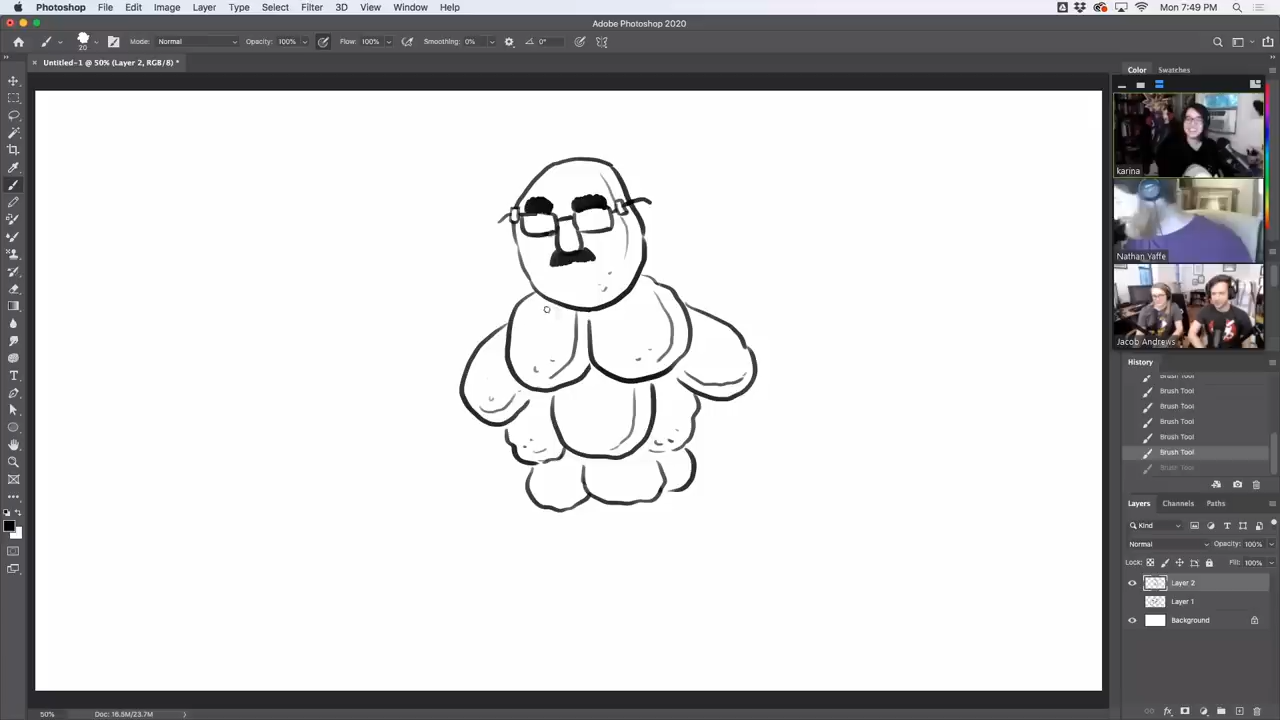 Photoshop File Edit Image Layer Type Select Filter 3D View Window Help Mon 7:49 PM
Adobe Photoshop 2020
20 Mode: Normal Opacity: 100% Flow: 100% Smoothing: 0% 0°
Untitled-1 @ 50% (Layer 2, RGB/8) *
Color Swatches
karina
Nathan Yaffe
Jacob Andrews
History
Brush Tool
Brush Tool
Brush Tool
Brush Tool
Brush Tool
Brush Tool
Brush Tool
Layers Channels Paths
Kind
Normal Opacity: 100%
Lock: Fill: 100%
Layer 2
Layer 1
Background
50% Doc: 16.5M/23.7M